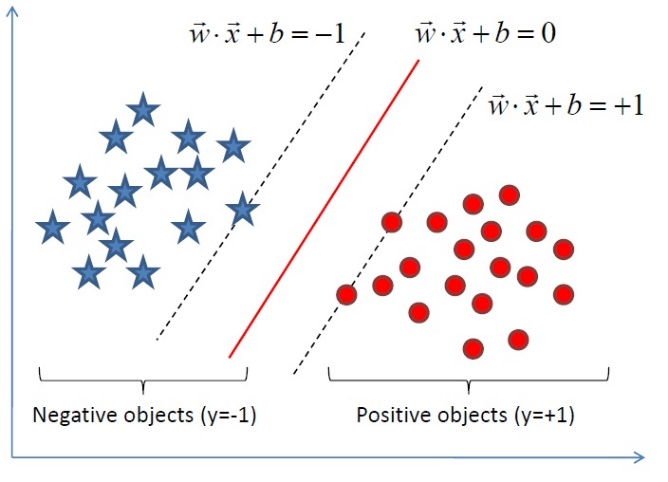 w⃗·x⃗+b=−1
w⃗·x⃗+b=0
w⃗·x⃗+b=+1
Negative objects (y=-1)
Positive objects (y=+1)